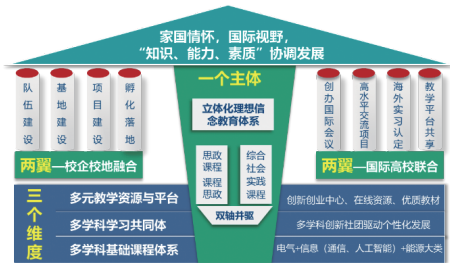 家国情怀，国际视野，
“知识、能力、素质”协调发展
队伍建设
基地建设
项目建设
孵化落地
两翼—校企校地融合
一个主体
立体化理想信
念教育体系
思政
课程
课程
思政
综合
社会
实践
课程
双轴并驱
创办国际会议
高水平交流项目
海外实习认定
教学平台共享
两翼—国际高校联合
三个维度
多元教学资源与平台
创新创业中心、在线资源、优质教材
多学科学习共同体
多学科创新社团驱动个性化发展
多学科基础课程体系
电气+信息（通信、人工智能）+能源大类